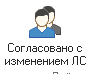 Согласовано с
изменением ЛС